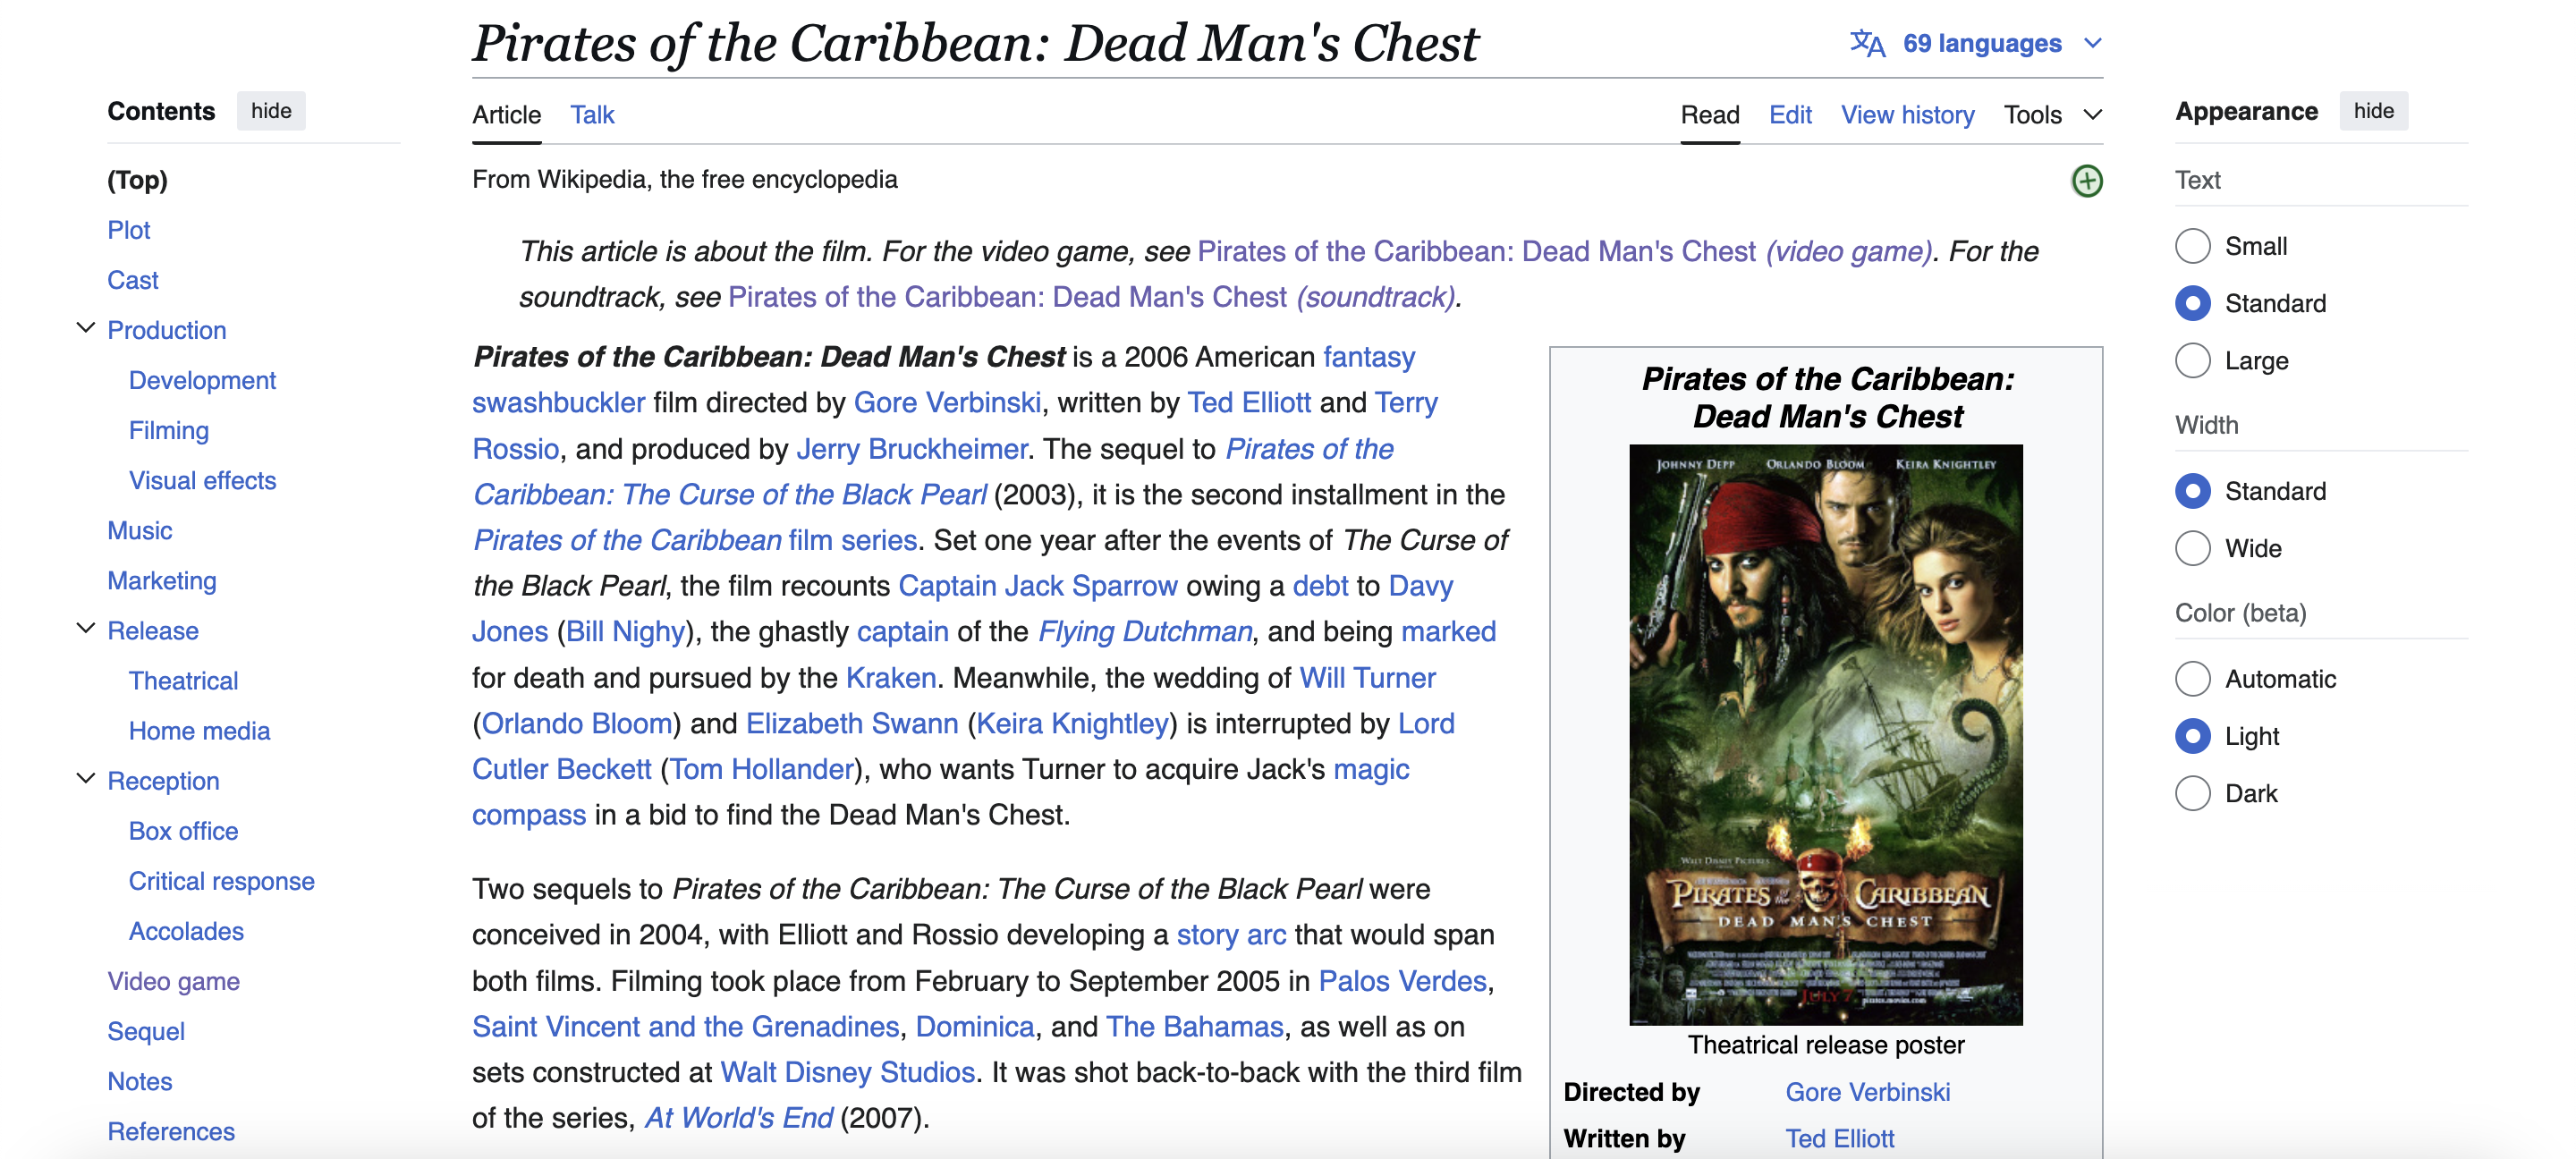 Pirates of the Caribbean: Dead Man's Chest
69 languages
Contents hide
(Top)
Plot
Cast
Production
Development
Filming
Visual effects
Music
Marketing
Release
Theatrical
Home media
Reception
Box office
Critical response
Accolades
Video game
Sequel
Notes
References
Article Talk
Read Edit View history Tools
From Wikipedia, the free encyclopedia
This article is about the film. For the video game, see Pirates of the Caribbean: Dead Man's Chest (video game). For the
soundtrack, see Pirates of the Caribbean: Dead Man's Chest (soundtrack).
Pirates of the Caribbean: Dead Man's Chest is a 2006 American fantasy
swashbuckler film directed by Gore Verbinski, written by Ted Elliott and Terry
Rossio, and produced by Jerry Bruckheimer. The sequel to Pirates of the
Caribbean: The Curse of the Black Pearl (2003), it is the second installment in the
Pirates of the Caribbean film series. Set one year after the events of The Curse of
the Black Pearl, the film recounts Captain Jack Sparrow owing a debt to Davy
Jones (Bill Nighy), the ghastly captain of the Flying Dutchman, and being marked
for death and pursued by the Kraken. Meanwhile, the wedding of Will Turner
(Orlando Bloom) and Elizabeth Swann (Keira Knightley) is interrupted by Lord
Cutler Beckett (Tom Hollander), who wants Turner to acquire Jack's magic
compass in a bid to find the Dead Man's Chest.
Two sequels to Pirates of the Caribbean: The Curse of the Black Pearl were
conceived in 2004, with Elliott and Rossio developing a story arc that would span
both films. Filming took place from February to September 2005 in Palos Verdes,
Saint Vincent and the Grenadines, Dominica, and The Bahamas, as well as on
sets constructed at Walt Disney Studios. It was shot back-to-back with the third film
of the series, At World's End (2007).
Pirates of the Caribbean:
Dead Man's Chest
JOHNNY DEPP ORLANDO BLOOM KEIRA KNIGHTLEY
WALT DISNEY PICTURES
PIRATES of the CARIBBEAN
DEAD MAN'S CHEST
JULY 7
Theatrical release poster
Directed by Gore Verbinski
Written by Ted Elliott
Appearance hide
Text
Small
Standard
Large
Width
Standard
Wide
Color (beta)
Automatic
Light
Dark